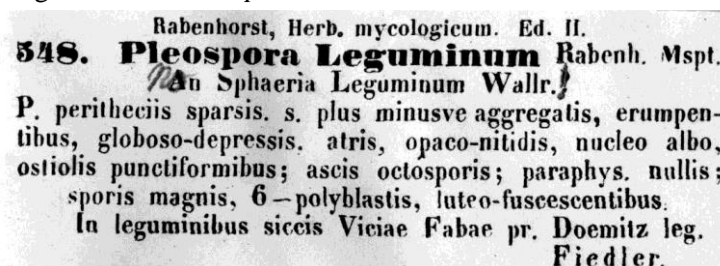 Rabenhorst, Herb. mycologicum. Ed. II.
548. Pleospora Leguminum Rabenh. Mspt.
An Sphaeria Leguminum Wallr.?
P. peritheciis sparsis. s. plus minusve aggregatis, erumpen-
tibus, globoso-depressis. atris, opaco-nitidis, nucleo albo,
ostiolis punctiformibus; ascis octosporis; paraphys. nullis;
sporis magnis, 6—polyblastis, luteo-fuscescentibus.
In leguminibus siccis Viciae Fabae pr. Doemitz leg.
Fiedler.